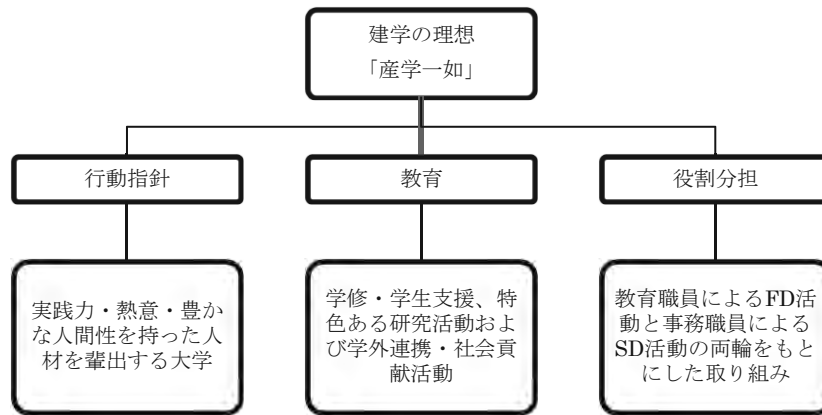 建学の理想
「産学一如」
行動指針
教育
役割分担
実践力・熱意・豊か
な人間性を持った人
材を輩出する大学
学修・学生支援、特
色ある研究活動およ
び学外連携・社会貢
献活動
教育職員によるFD活
動と事務職員による
SD活動の両輪をもと
にした取り組み